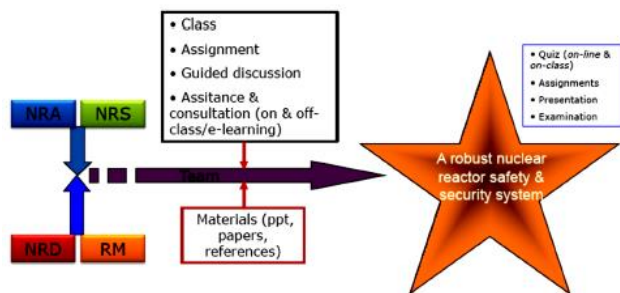 • Class
• Assignment
• Guided discussion
• Assitance &
consultation (on & off-
class/e-learning)
• Quiz (on-line &
on-class)
• Assignments
• Presentation
• Examination
NRA
NRS
Team
A robust nuclear
reactor safety &
security system
Materials (ppt,
papers,
references)
NRD
RM